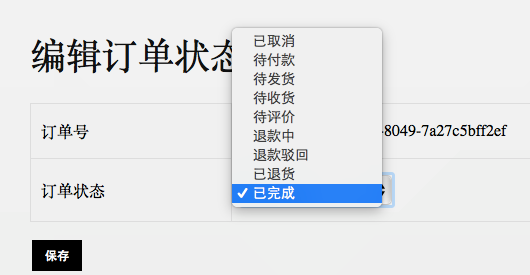 编辑订单状态
已取消
待付款
待发货
待收货
待评价
退款中
退款驳回
已退货
已完成
订单号
-8049-7a27c5bff2ef
订单状态
保存